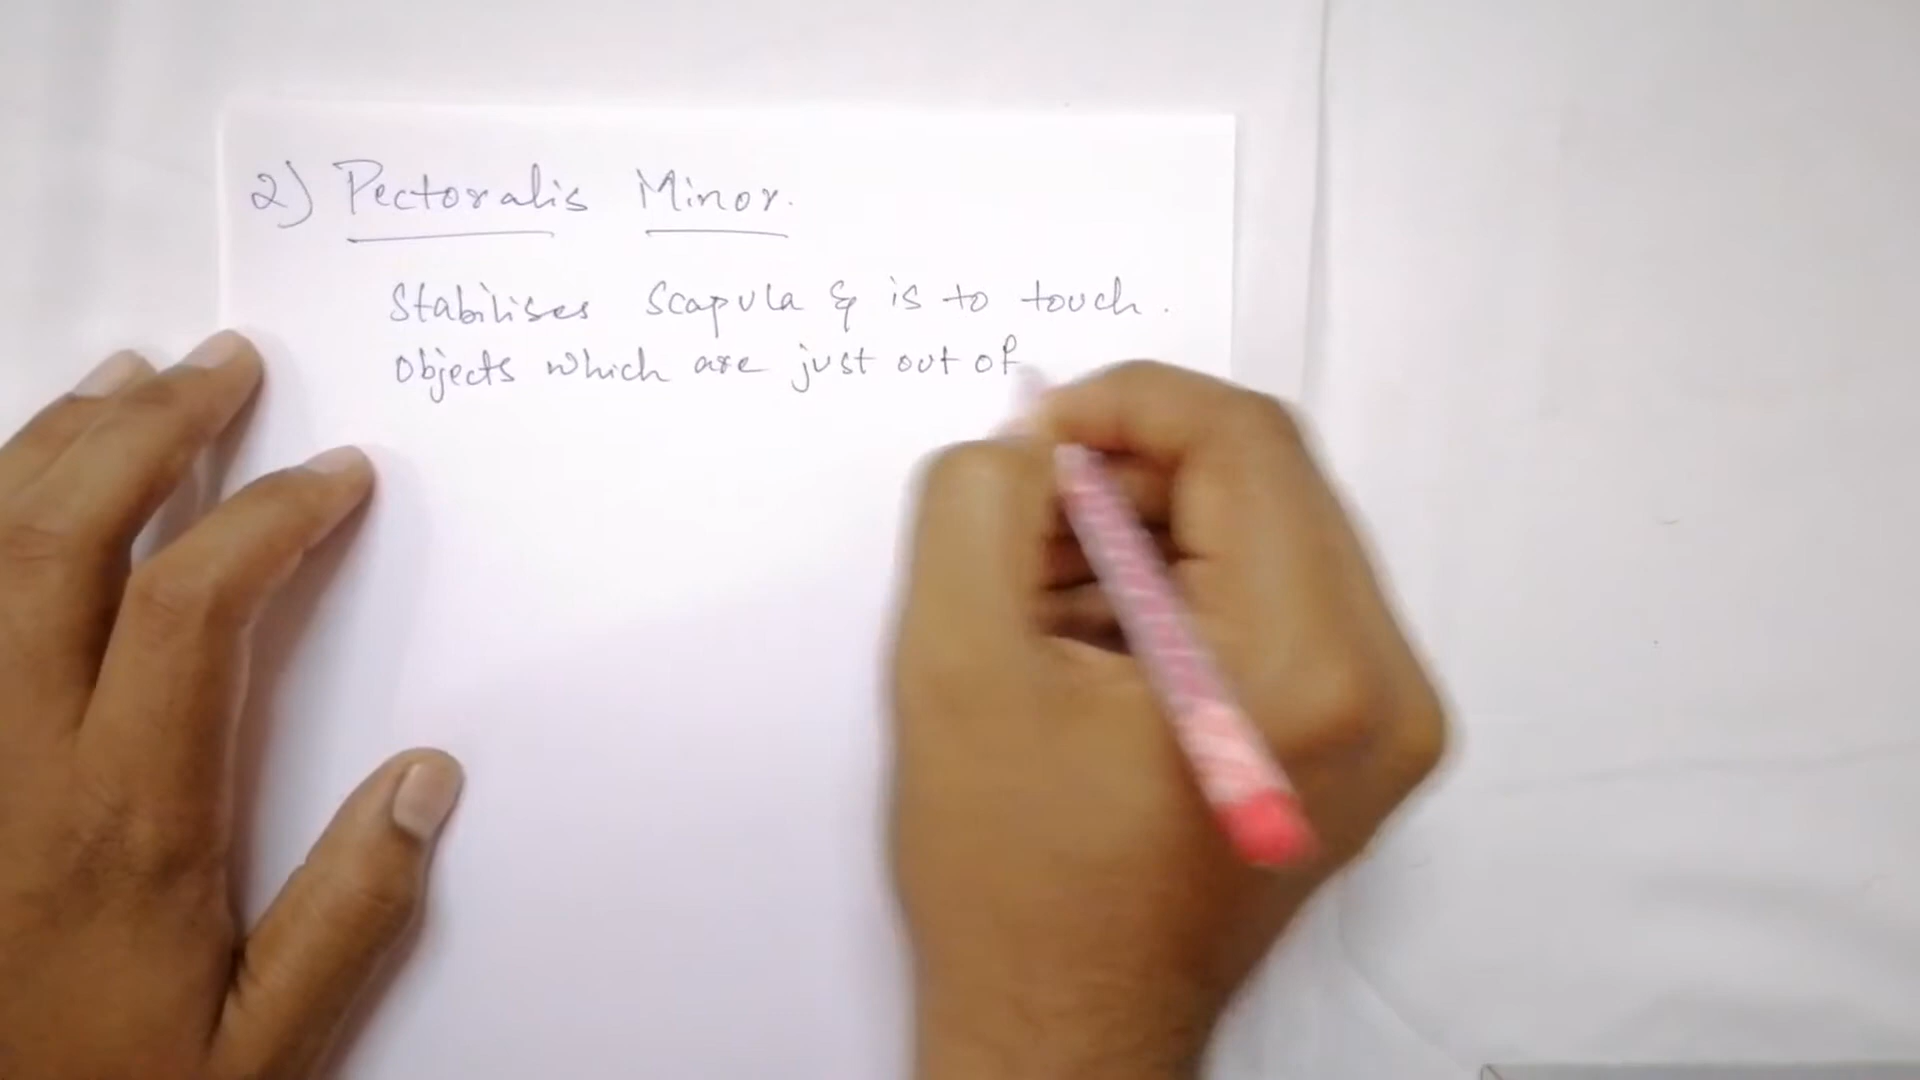 2) Pectoralis Minor.
Stabilises Scapula & is to touch.
Objects which are just out of